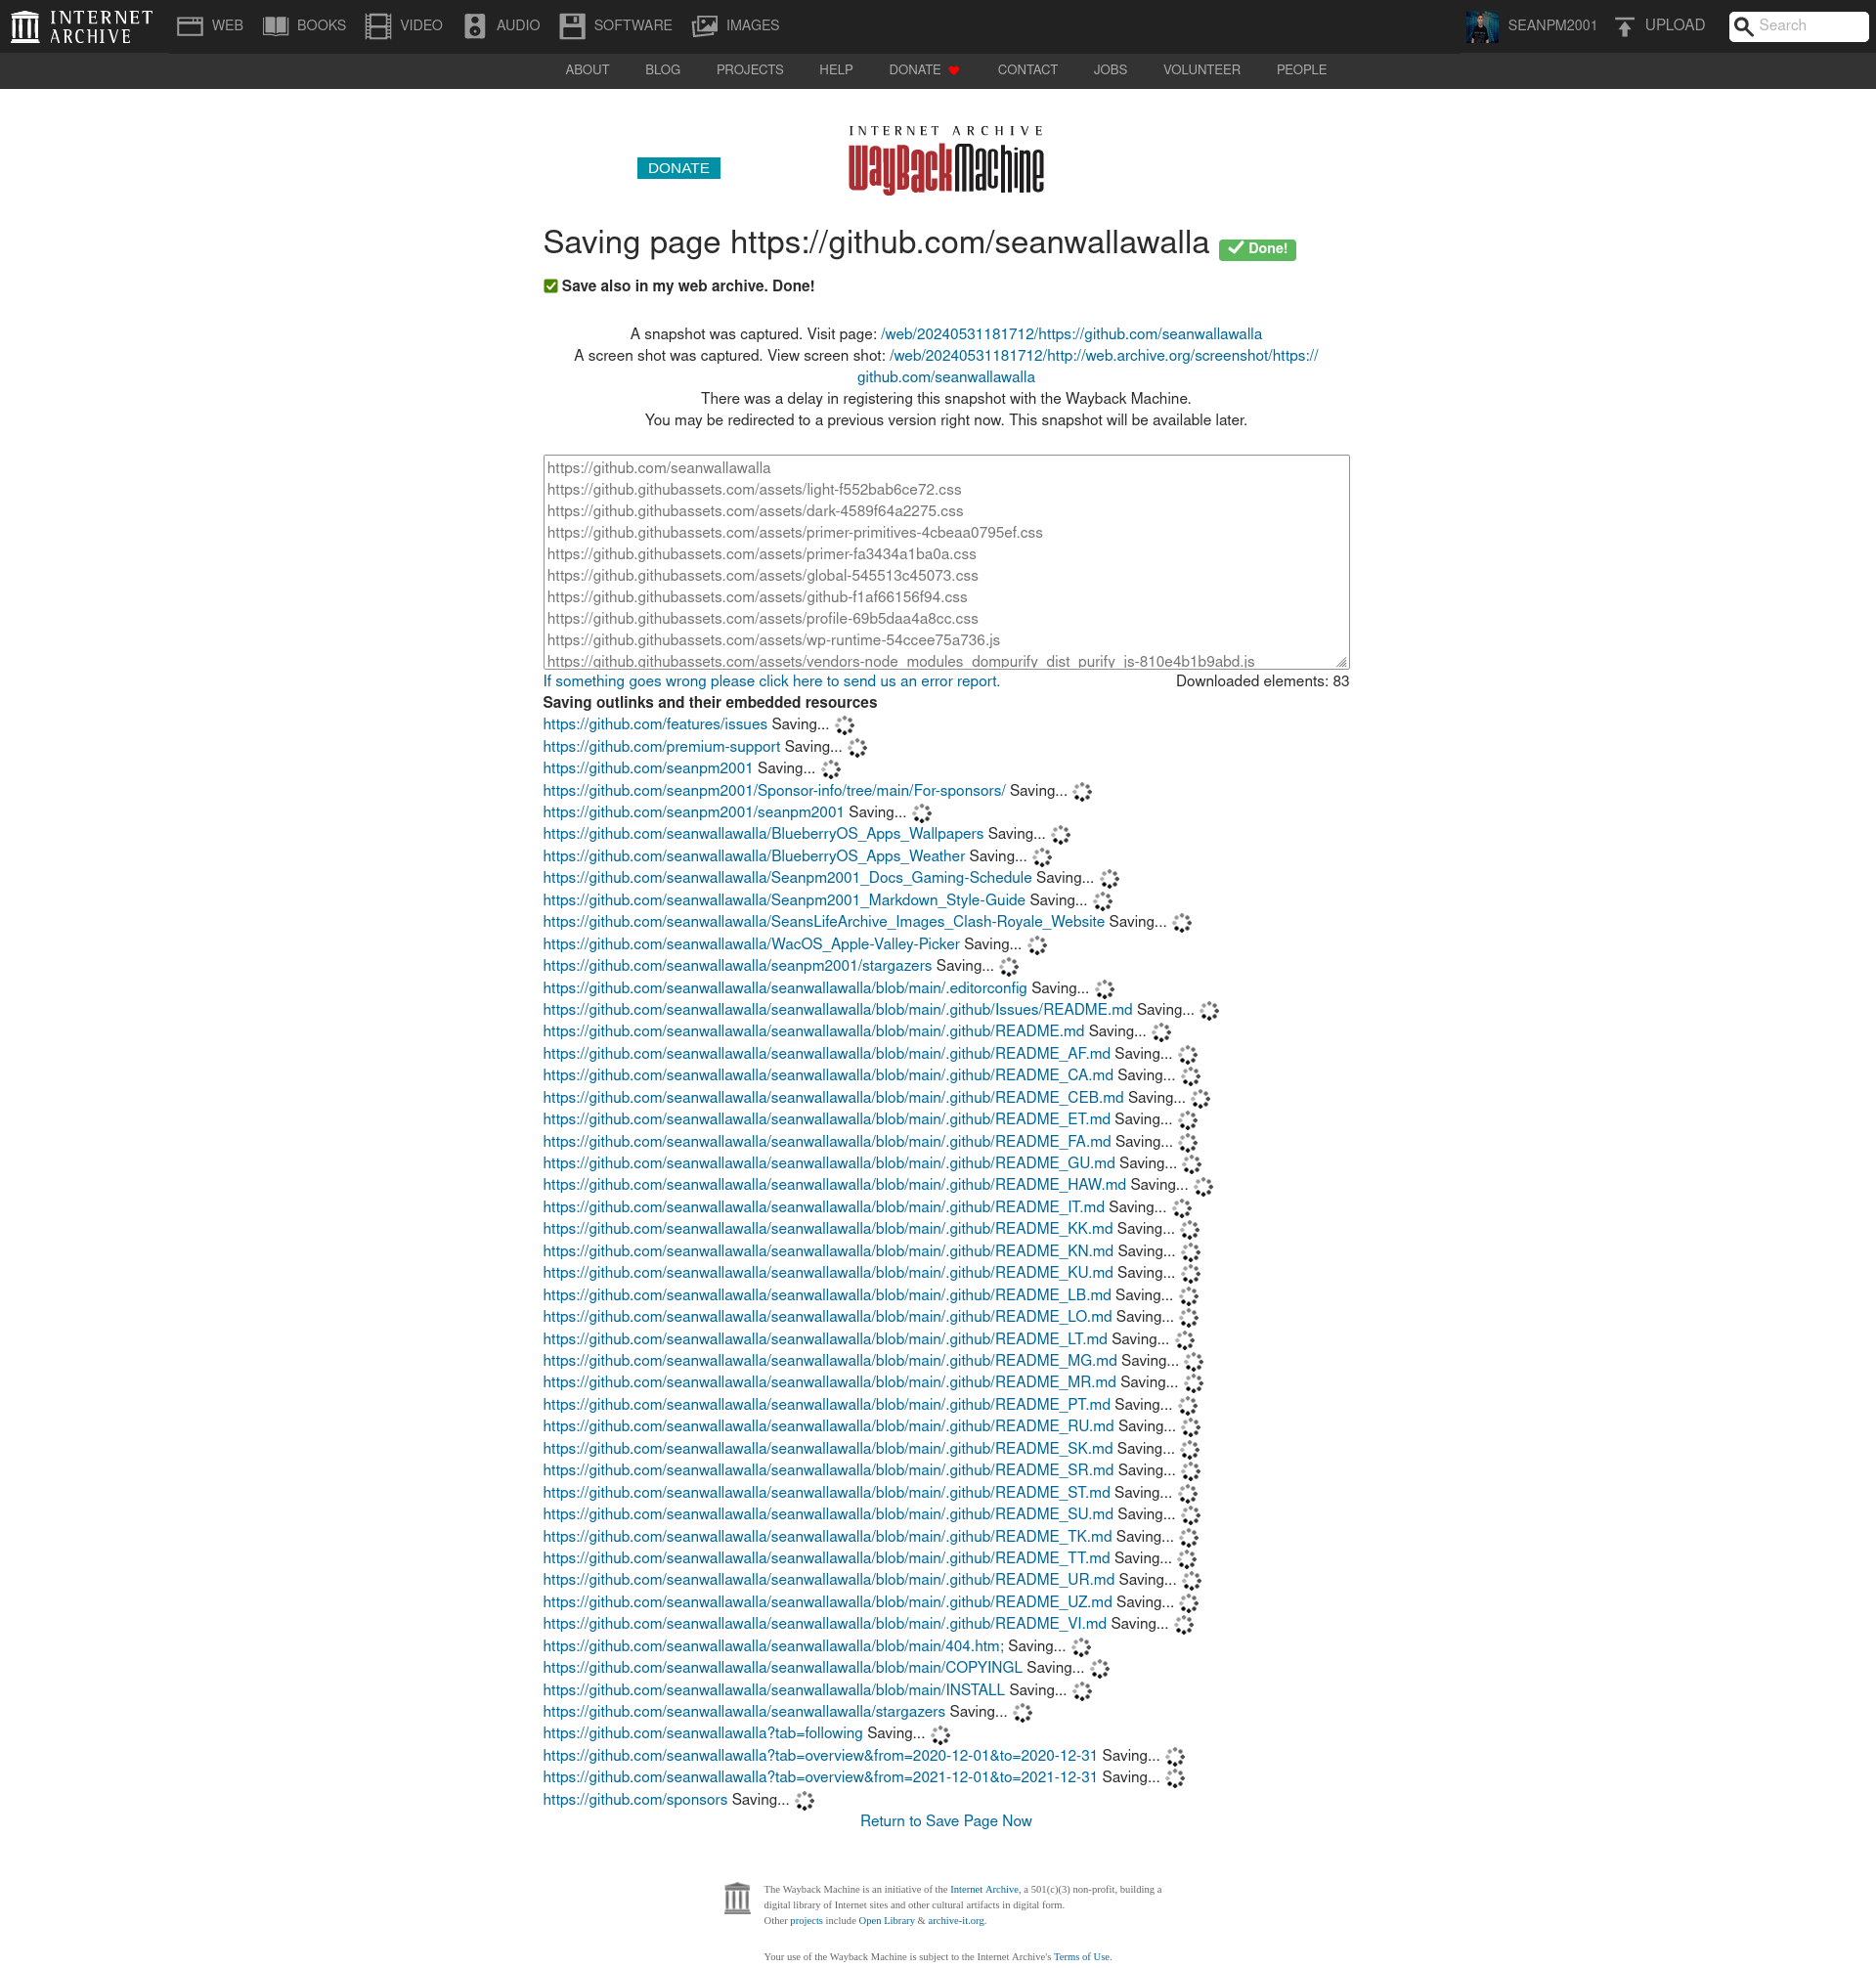 INTERNET ARCHIVE
WEB BOOKS VIDEO AUDIO SOFTWARE IMAGES SEANPM2001 UPLOAD Search
ABOUT BLOG PROJECTS HELP DONATE CONTACT JOBS VOLUNTEER PEOPLE
INTERNET ARCHIVE
DONATE
WayBackMachine
Saving page https://github.com/seanwallawalla Done!
Save also in my web archive. Done!
A snapshot was captured. Visit page: /web/20240531181712/https://github.com/seanwallawalla
A screen shot was captured. View screen shot: /web/20240531181712/http://web.archive.org/screenshot/https://
github.com/seanwallawalla
There was a delay in registering this snapshot with the Wayback Machine.
You may be redirected to a previous version right now. This snapshot will be available later.
https://github.com/seanwallawalla
https://github.githubassets.com/assets/light-f552bab6ce72.css
https://github.githubassets.com/assets/dark-4589f64a2275.css
https://github.githubassets.com/assets/primer-primitives-4cbeaa0795ef.css
https://github.githubassets.com/assets/primer-fa3434a1ba0a.css
https://github.githubassets.com/assets/global-545513c45073.css
https://github.githubassets.com/assets/github-f1af66156f94.css
https://github.githubassets.com/assets/profile-69b5daa4a8cc.css
https://github.githubassets.com/assets/wp-runtime-54ccee75a736.js
https://github.githubassets.com/assets/vendors-node_modules_dompurify_dist_purify_js-810e4b1b9abd.js
If something goes wrong please click here to send us an error report. Downloaded elements: 83
Saving outlinks and their embedded resources
https://github.com/features/issues Saving...
https://github.com/premium-support Saving...
https://github.com/seanpm2001 Saving...
https://github.com/seanpm2001/Sponsor-info/tree/main/For-sponsors/ Saving...
https://github.com/seanpm2001/seanpm2001 Saving...
https://github.com/seanwallawalla/BlueberryOS_Apps_Wallpapers Saving...
https://github.com/seanwallawalla/BlueberryOS_Apps_Weather Saving...
https://github.com/seanwallawalla/Seanpm2001_Docs_Gaming-Schedule Saving...
https://github.com/seanwallawalla/Seanpm2001_Markdown_Style-Guide Saving...
https://github.com/seanwallawalla/SeansLifeArchive_Images_Clash-Royale_Website Saving...
https://github.com/seanwallawalla/WacOS_Apple-Valley-Picker Saving...
https://github.com/seanwallawalla/seanpm2001/stargazers Saving...
https://github.com/seanwallawalla/seanwallawalla/blob/main/.editorconfig Saving...
https://github.com/seanwallawalla/seanwallawalla/blob/main/.github/Issues/README.md Saving...
https://github.com/seanwallawalla/seanwallawalla/blob/main/.github/README.md Saving...
https://github.com/seanwallawalla/seanwallawalla/blob/main/.github/README_AF.md Saving...
https://github.com/seanwallawalla/seanwallawalla/blob/main/.github/README_CA.md Saving...
https://github.com/seanwallawalla/seanwallawalla/blob/main/.github/README_CEB.md Saving...
https://github.com/seanwallawalla/seanwallawalla/blob/main/.github/README_ET.md Saving...
https://github.com/seanwallawalla/seanwallawalla/blob/main/.github/README_FA.md Saving...
https://github.com/seanwallawalla/seanwallawalla/blob/main/.github/README_GU.md Saving...
https://github.com/seanwallawalla/seanwallawalla/blob/main/.github/README_HAW.md Saving...
https://github.com/seanwallawalla/seanwallawalla/blob/main/.github/README_IT.md Saving...
https://github.com/seanwallawalla/seanwallawalla/blob/main/.github/README_KK.md Saving...
https://github.com/seanwallawalla/seanwallawalla/blob/main/.github/README_KN.md Saving...
https://github.com/seanwallawalla/seanwallawalla/blob/main/.github/README_KU.md Saving...
https://github.com/seanwallawalla/seanwallawalla/blob/main/.github/README_LB.md Saving...
https://github.com/seanwallawalla/seanwallawalla/blob/main/.github/README_LO.md Saving...
https://github.com/seanwallawalla/seanwallawalla/blob/main/.github/README_LT.md Saving...
https://github.com/seanwallawalla/seanwallawalla/blob/main/.github/README_MG.md Saving...
https://github.com/seanwallawalla/seanwallawalla/blob/main/.github/README_MR.md Saving...
https://github.com/seanwallawalla/seanwallawalla/blob/main/.github/README_PT.md Saving...
https://github.com/seanwallawalla/seanwallawalla/blob/main/.github/README_RU.md Saving...
https://github.com/seanwallawalla/seanwallawalla/blob/main/.github/README_SK.md Saving...
https://github.com/seanwallawalla/seanwallawalla/blob/main/.github/README_SR.md Saving...
https://github.com/seanwallawalla/seanwallawalla/blob/main/.github/README_ST.md Saving...
https://github.com/seanwallawalla/seanwallawalla/blob/main/.github/README_SU.md Saving...
https://github.com/seanwallawalla/seanwallawalla/blob/main/.github/README_TK.md Saving...
https://github.com/seanwallawalla/seanwallawalla/blob/main/.github/README_TT.md Saving...
https://github.com/seanwallawalla/seanwallawalla/blob/main/.github/README_UR.md Saving...
https://github.com/seanwallawalla/seanwallawalla/blob/main/.github/README_UZ.md Saving...
https://github.com/seanwallawalla/seanwallawalla/blob/main/.github/README_VI.md Saving...
https://github.com/seanwallawalla/seanwallawalla/blob/main/404.htm; Saving...
https://github.com/seanwallawalla/seanwallawalla/blob/main/COPYINGL Saving...
https://github.com/seanwallawalla/seanwallawalla/blob/main/INSTALL Saving...
https://github.com/seanwallawalla/seanwallawalla/stargazers Saving...
https://github.com/seanwallawalla?tab=following Saving...
https://github.com/seanwallawalla?tab=overview&from=2020-12-01&to=2020-12-31 Saving...
https://github.com/seanwallawalla?tab=overview&from=2021-12-01&to=2021-12-31 Saving...
https://github.com/sponsors Saving...
Return to Save Page Now
The Wayback Machine is an initiative of the Internet Archive, a 501(c)(3) non-profit, building a
digital library of Internet sites and other cultural artifacts in digital form.
Other projects include Open Library & archive-it.org.
Your use of the Wayback Machine is subject to the Internet Archive's Terms of Use.